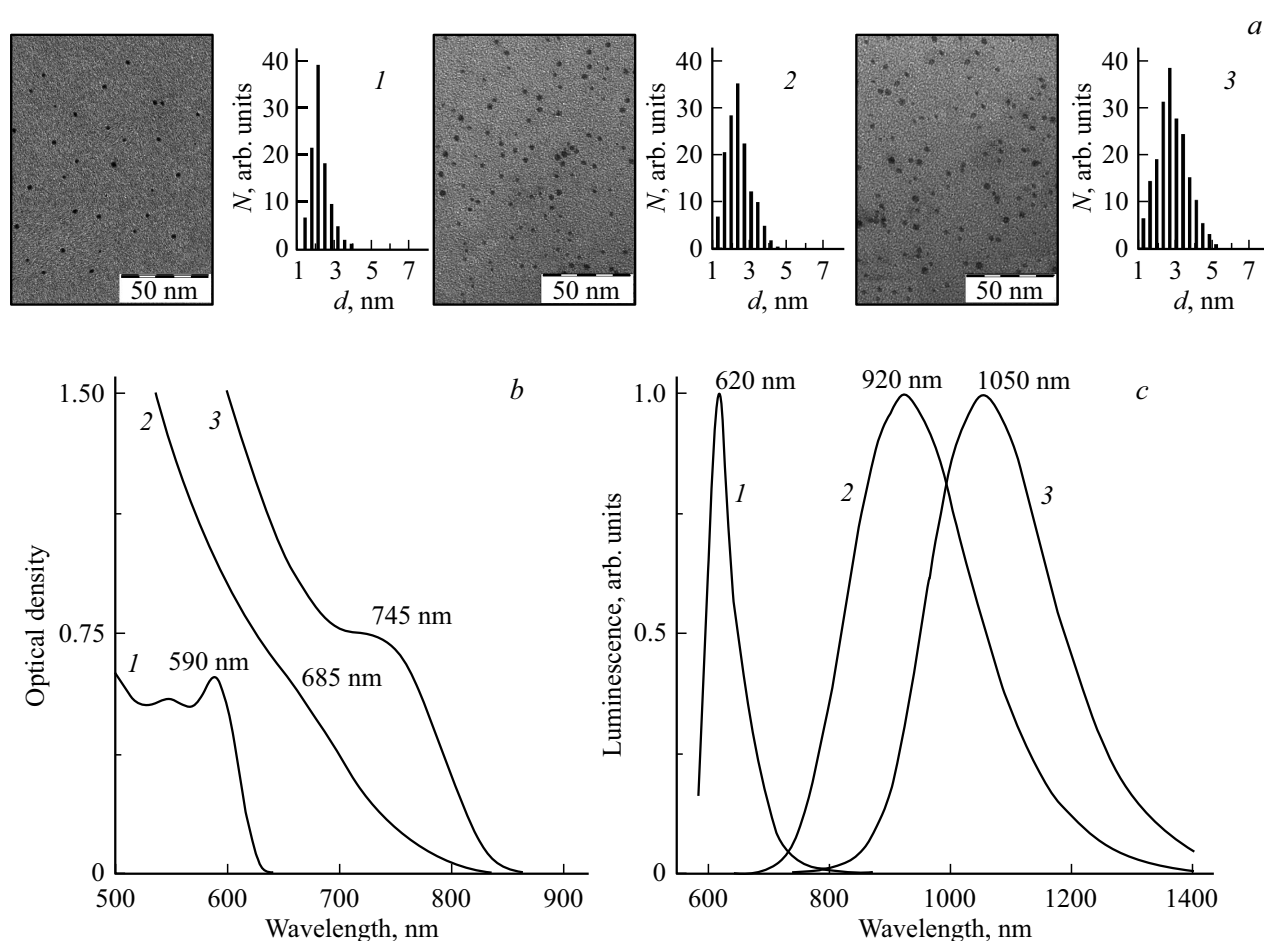 a
40
30
20
10
0
N, arb. units
1
1 3 5 7
d, nm
50 nm
40
30
20
10
0
N, arb. units
2
1 3 5 7
d, nm
50 nm
40
30
20
10
0
N, arb. units
3
1 3 5 7
d, nm
50 nm
b
1.50
0.75
0
Optical density
2
3
1
590 nm
685 nm
745 nm
500 600 700 800 900
Wavelength, nm
c
1.0
0.5
0
Luminescence, arb. units
620 nm
920 nm
1050 nm
1
2
3
600 800 1000 1200 1400
Wavelength, nm